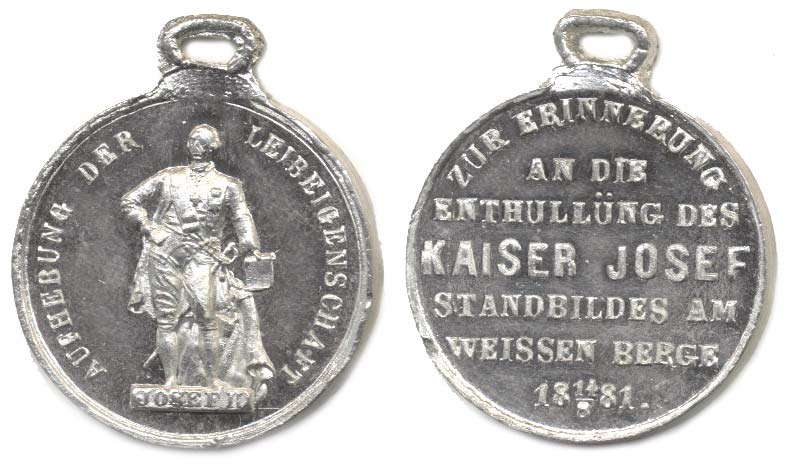 AUFHEBUNG DER LEIBEIGENSCHAFT
JOSEF II
ZUR ERINNERUNG
AN DIE
ENTHULLÜNG DES
KAISER JOSEF
STANDBILDES AM
WEISSEN BERGE
18 14/8 81.